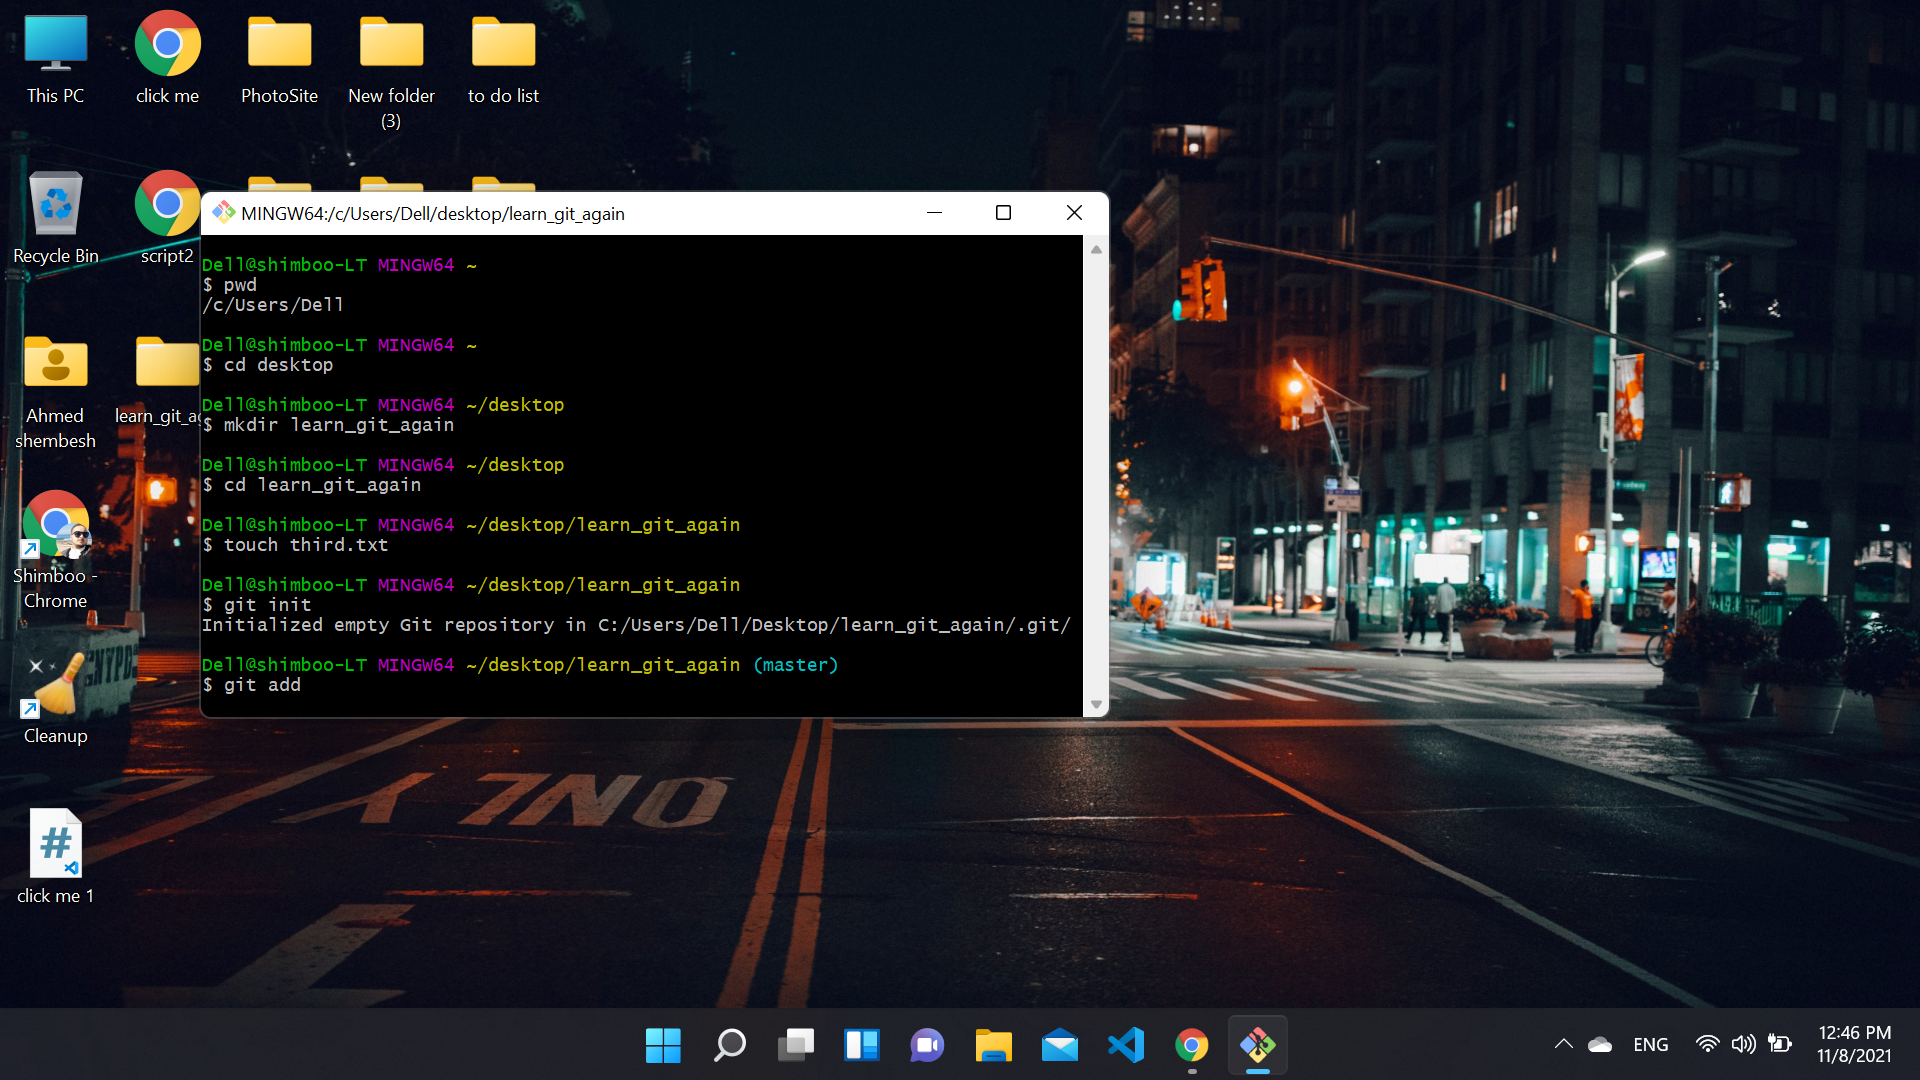 This PC
click me
PhotoSite
New folder
(3)
to do list
Recycle Bin
script2
Ahmed
shembesh
learn_git_ag
Shimboo -
Chrome
Cleanup
click me 1
MINGW64:/c/Users/Dell/desktop/learn_git_again
Dell@shimboo-LT MINGW64 ~
$ pwd
/c/Users/Dell
Dell@shimboo-LT MINGW64 ~
$ cd desktop
Dell@shimboo-LT MINGW64 ~/desktop
$ mkdir learn_git_again
Dell@shimboo-LT MINGW64 ~/desktop
$ cd learn_git_again
Dell@shimboo-LT MINGW64 ~/desktop/learn_git_again
$ touch third.txt
Dell@shimboo-LT MINGW64 ~/desktop/learn_git_again
$ git init
Initialized empty Git repository in C:/Users/Dell/Desktop/learn_git_again/.git/
Dell@shimboo-LT MINGW64 ~/desktop/learn_git_again (master)
$ git add
NYPD
ONLY
ENG
12:46 PM
11/8/2021